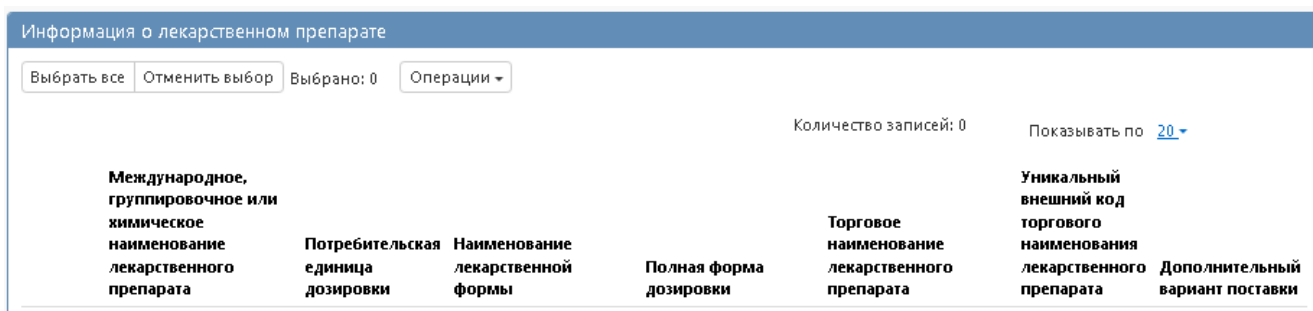 Информация о лекарственном препарате
Выбрать все Отменить выбор Выбрано: 0 Операции
Количество записей: 0 Показывать по 20
Международное,
группировочное или
химическое
наименование
лекарственного
препарата
Потребительская
единица
дозировки
Наименование
лекарственной
формы
Полная форма
дозировки
Торговое
наименование
лекарственного
препарата
Уникальный
внешний код
торгового
наименования
лекарственного
препарата
Дополнительный
вариант поставки